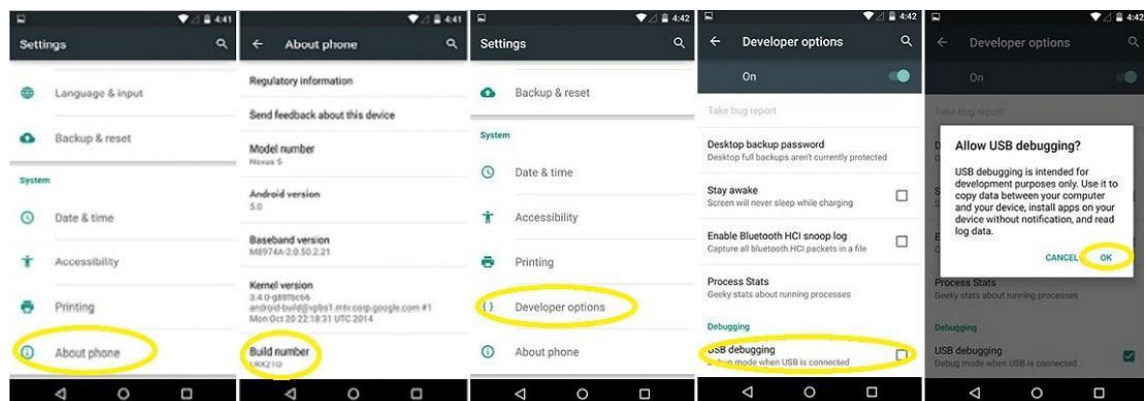 4:41
Settings
Language & input
Backup & reset
System
Date & time
Accessibility
Printing
About phone
4:41
About phone
Regulatory information
Send feedback about this device
Model number
Nexus 5
Android version
5.0
Baseband version
M8974A-2.0.50.2.21
Kernel version
3.4.0-g88fbc66
android-build@vpbs1.mtv.corp.google.com #1
Mon Oct 20 22:18:31 UTC 2014
Build number
LRX21O
4:42
Settings
Backup & reset
System
Date & time
Accessibility
Printing
{ } Developer options
About phone
4:42
Developer options
On
Take bug report
Desktop backup password
Desktop full backups aren't currently protected
Stay awake
Screen will never sleep while charging
Enable Bluetooth HCI snoop log
Capture all bluetooth HCI packets in a file
Process Stats
Geeky stats about running processes
Debugging
USB debugging
Debug mode when USB is connected
4:42
Developer options
On
Take bug report
Allow USB debugging?
USB debugging is intended for
development purposes only. Use it to
copy data between your computer
and your device, install apps on your
device without notification, and read
log data.
CANCEL OK
Process Stats
Geeky stats about running processes
Debugging
USB debugging
Debug mode when USB is connected